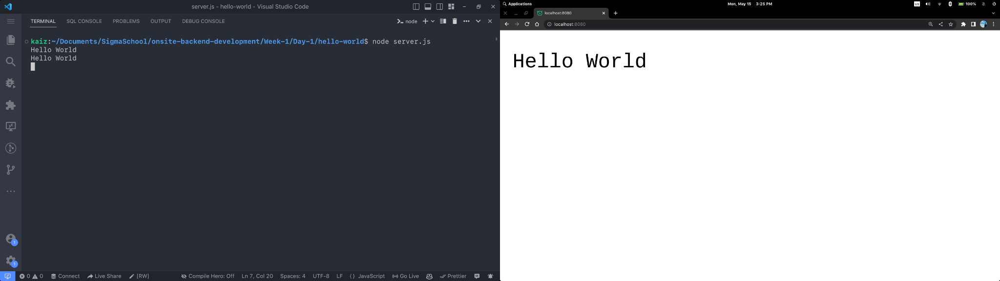 server.js - hello-world - Visual Studio Code
TERMINAL SQL CONSOLE PROBLEMS OUTPUT DEBUG CONSOLE node
kaiz:~/Documents/SigmaSchool/onsite-backend-development/Week-1/Day-1/hello-world$ node server.js
Hello World
Hello World
1
1
0 0 Connect Live Share [RW] Compile Hero: Off Ln 7, Col 20 Spaces: 4 UTF-8 LF {} JavaScript Go Live Prettier
Applications Mon, May 15 3:25 PM us 100%
localhost:8080
localhost:8080
Hello World